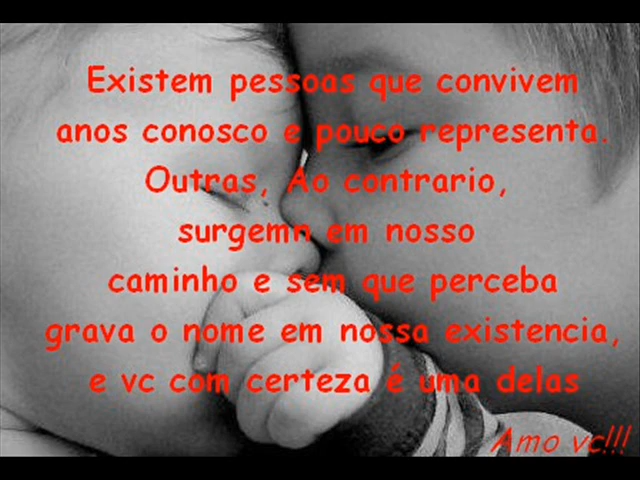 Existem pessoas que convivem
anos conosco e pouco representa.
Outras, Ao contrario,
surgemn em nosso
caminho e sem que perceba
grava o nome em nossa existencia,
e vc com certeza é uma delas
Amo vc!!!